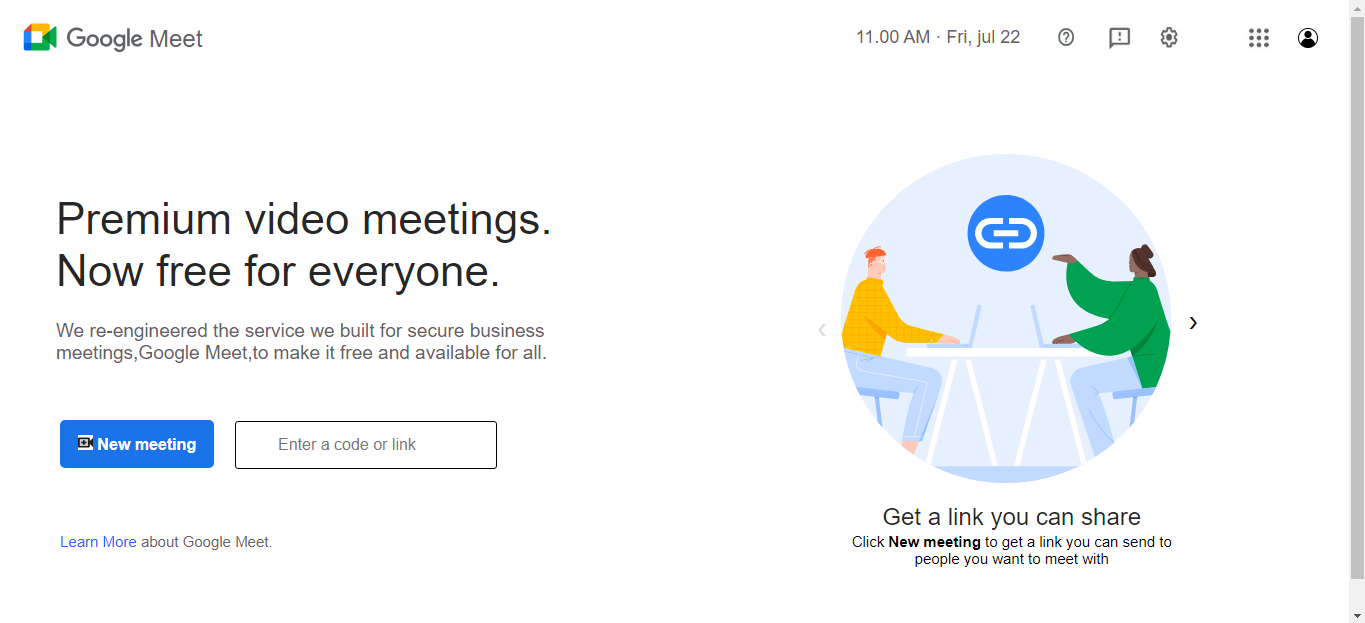 Google Meet
11.00 AM · Fri, jul 22
Premium video meetings.
Now free for everyone.
We re-engineered the service we built for secure business
meetings,Google Meet,to make it free and available for all.
New meeting
Enter a code or link
Learn More about Google Meet.
Get a link you can share
Click New meeting to get a link you can send to
people you want to meet with